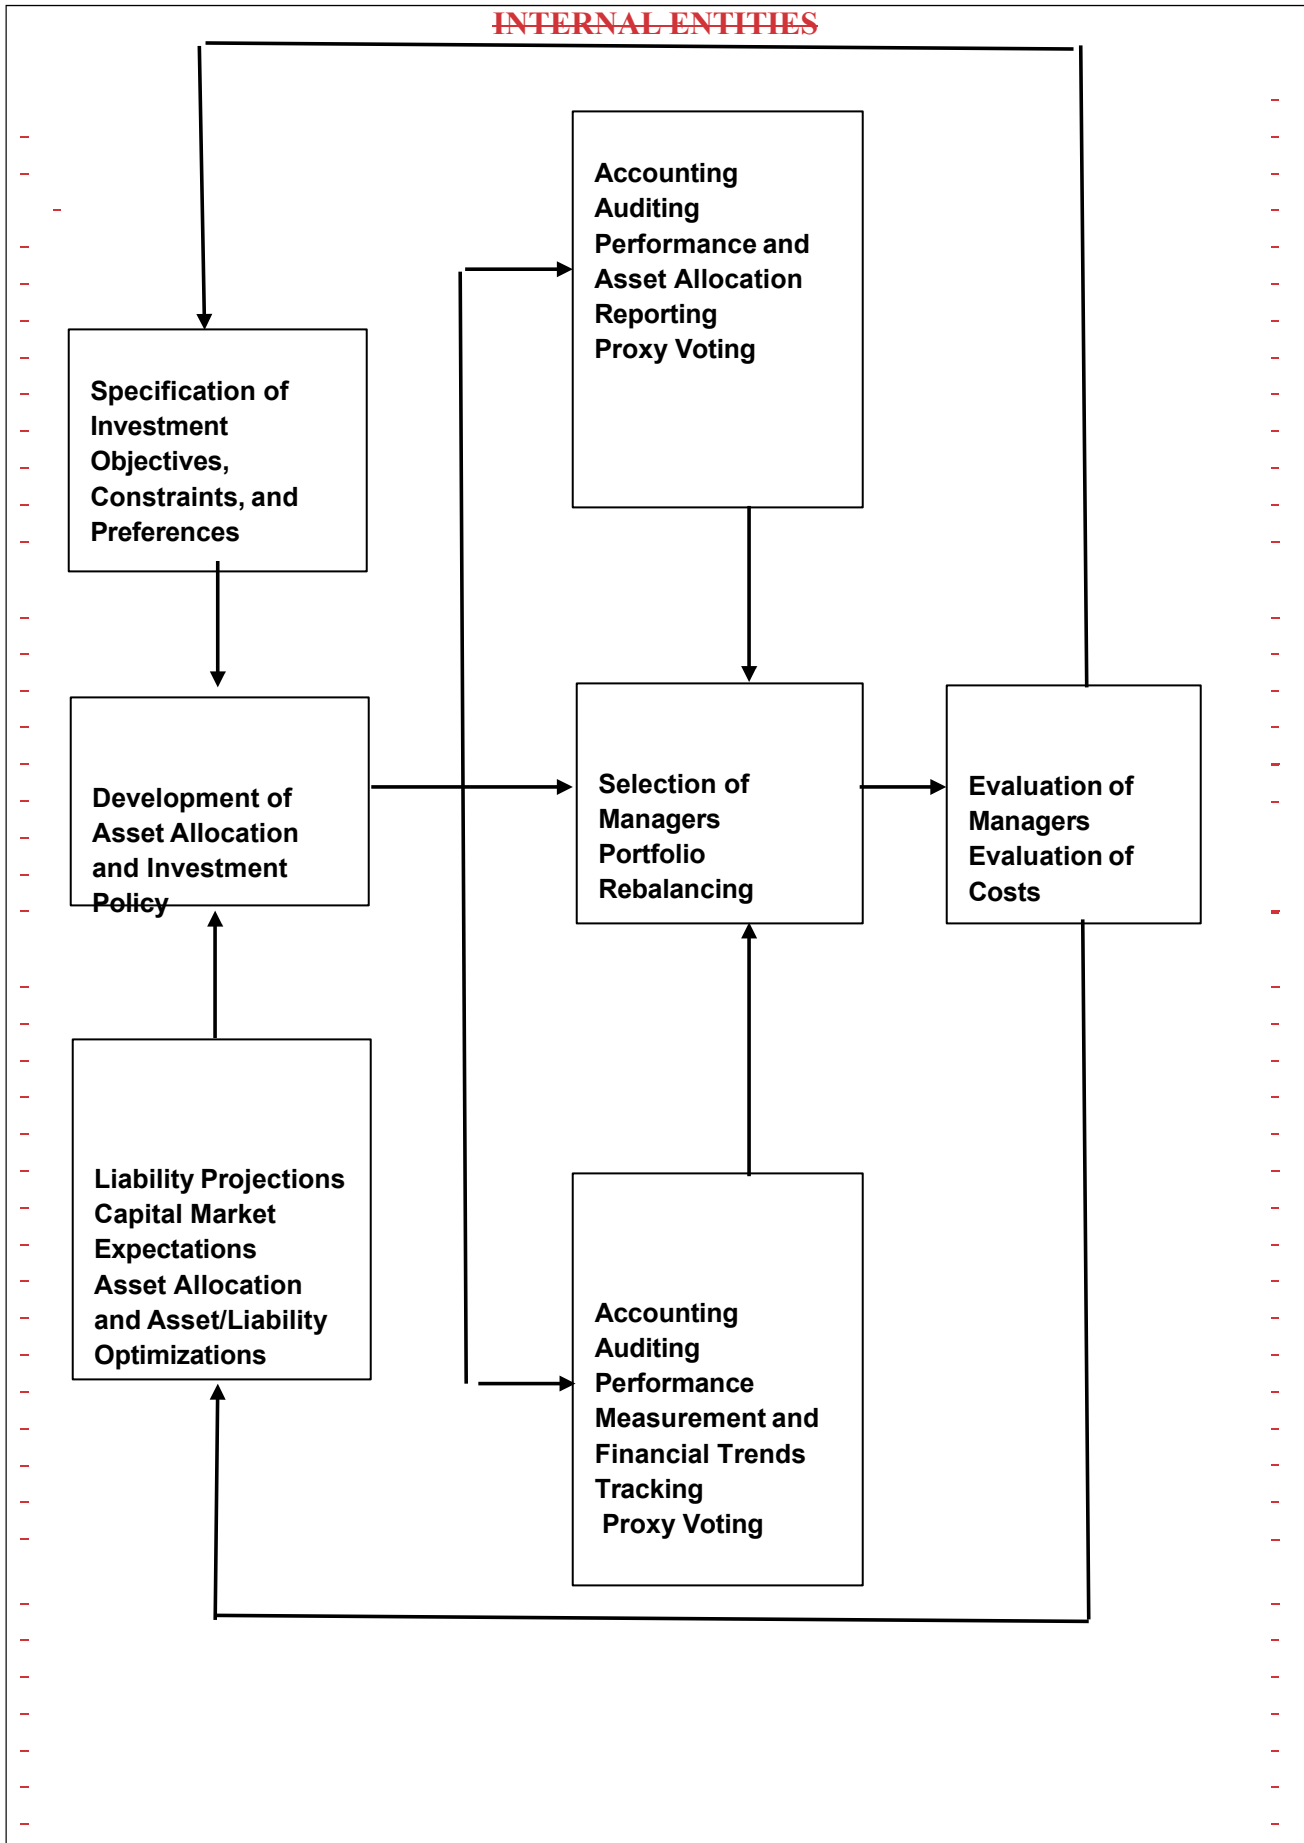 INTERNAL ENTITIES
Accounting
Auditing
Performance and
Asset Allocation
Reporting
Proxy Voting
Specification of
Investment
Objectives,
Constraints, and
Preferences
Development of
Asset Allocation
and Investment
Policy
Selection of
Managers
Portfolio
Rebalancing
Evaluation of
Managers
Evaluation of
Costs
Liability Projections
Capital Market
Expectations
Asset Allocation
and Asset/Liability
Optimizations
Accounting
Auditing
Performance
Measurement and
Financial Trends
Tracking
Proxy Voting